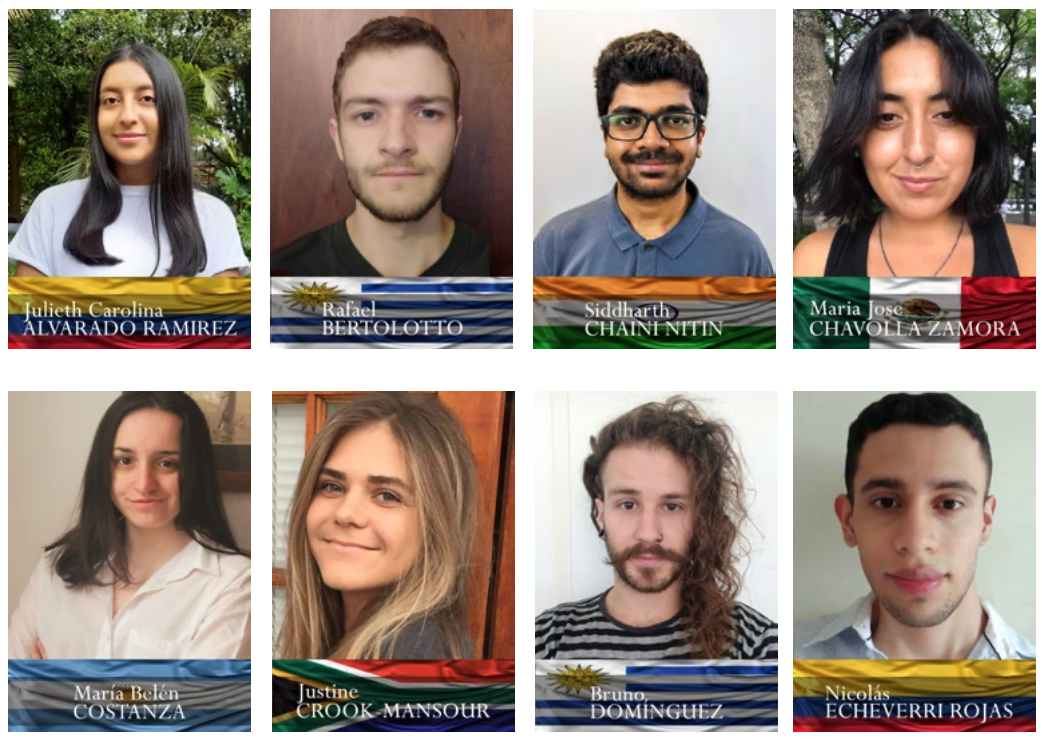 Julieth Carolina
ALVARADO RAMIREZ
Rafael
BERTOLOTTO
Siddharth
CHAINI NITIN
Maria Jose
CHAVOLLA ZAMORA
María Belén
COSTANZA
Justine
CROOK-MANSOUR
Bruno,
DOMÍNGUEZ
Nicolás
ECHEVERRI ROJAS